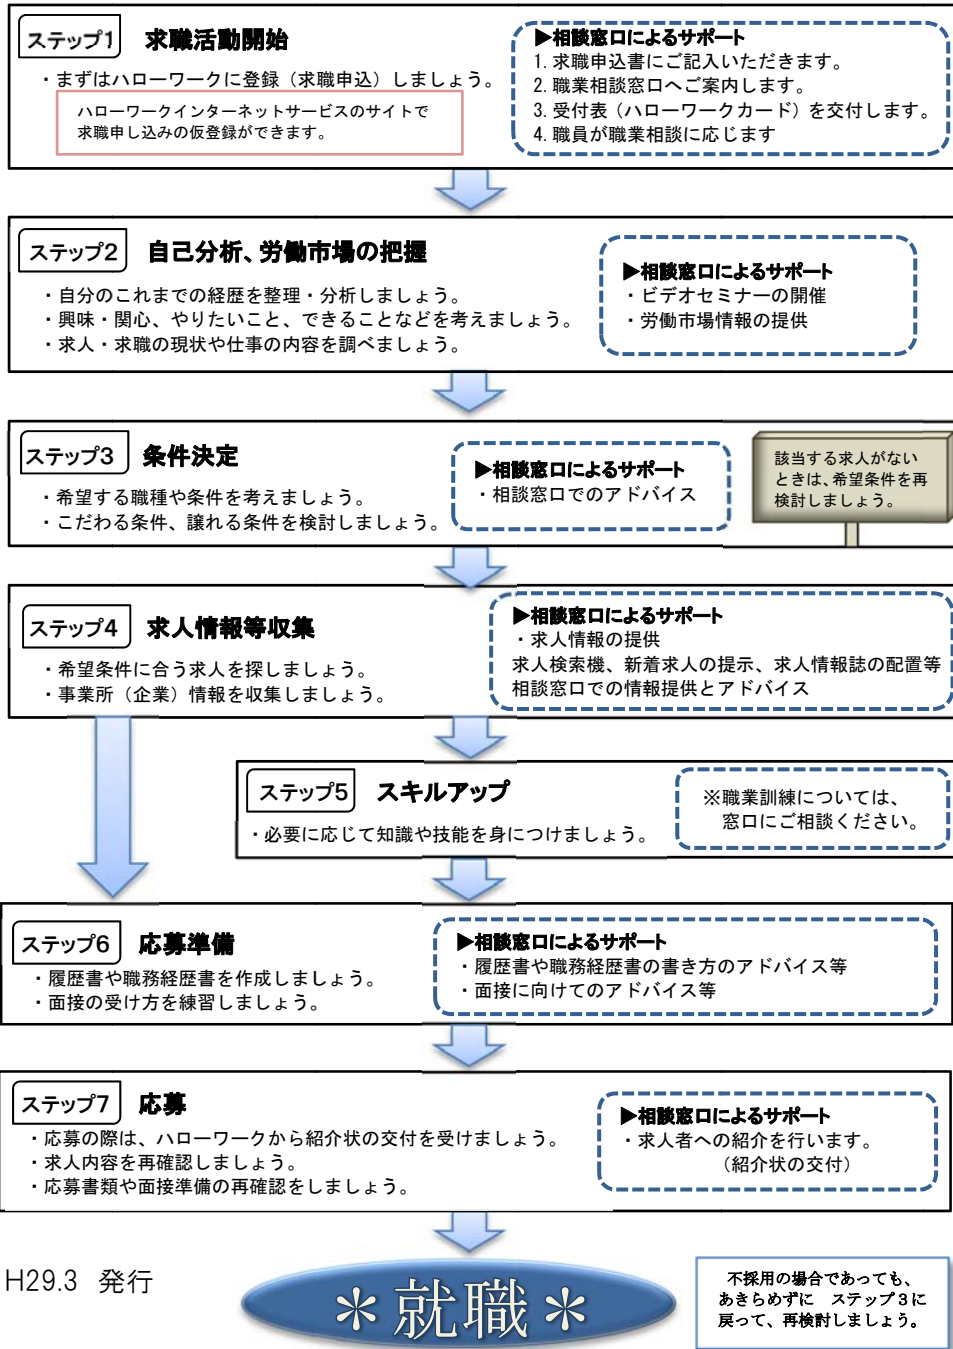 ステップ1 求職活動開始
・まずはハローワークに登録（求職申込）しましょう。
ハローワークインターネットサービスのサイトで
求職申し込みの仮登録ができます。
▶相談窓口によるサポート
1. 求職申込書にご記入いただきます。
2. 職業相談窓口へご案内します。
3. 受付表（ハローワークカード）を交付します。
4. 職員が職業相談に応じます
ステップ2 自己分析、労働市場の把握
・自分のこれまでの経歴を整理・分析しましょう。
・興味・関心、やりたいこと、できることなどを考えましょう。
・求人・求職の現状や仕事の内容を調べましょう。
▶相談窓口によるサポート
・ビデオセミナーの開催
・労働市場情報の提供
ステップ3 条件決定
・希望する職種や条件を考えましょう。
・こだわる条件、譲れる条件を検討しましょう。
▶相談窓口によるサポート
・相談窓口でのアドバイス
該当する求人がない
ときは、希望条件を再
検討しましょう。
ステップ4 求人情報等収集
・希望条件に合う求人を探しましょう。
・事業所（企業）情報を収集しましょう。
▶相談窓口によるサポート
・求人情報の提供
求人検索機、新着求人の提示、求人情報誌の配置等
相談窓口での情報提供とアドバイス
ステップ5 スキルアップ
・必要に応じて知識や技能を身につけましょう。
※職業訓練については、
窓口にご相談ください。
ステップ6 応募準備
・履歴書や職務経歴書を作成しましょう。
・面接の受け方を練習しましょう。
▶相談窓口によるサポート
・履歴書や職務経歴書の書き方のアドバイス等
・面接に向けてのアドバイス等
ステップ7 応募
・応募の際は、ハローワークから紹介状の交付を受けましょう。
・求人内容を再確認しましょう。
・応募書類や面接準備の再確認をしましょう。
▶相談窓口によるサポート
・求人者への紹介を行います。
（紹介状の交付）
H29.3 発行
＊就職＊
不採用の場合であっても、
あきらめずに ステップ３に
戻って、再検討しましょう。